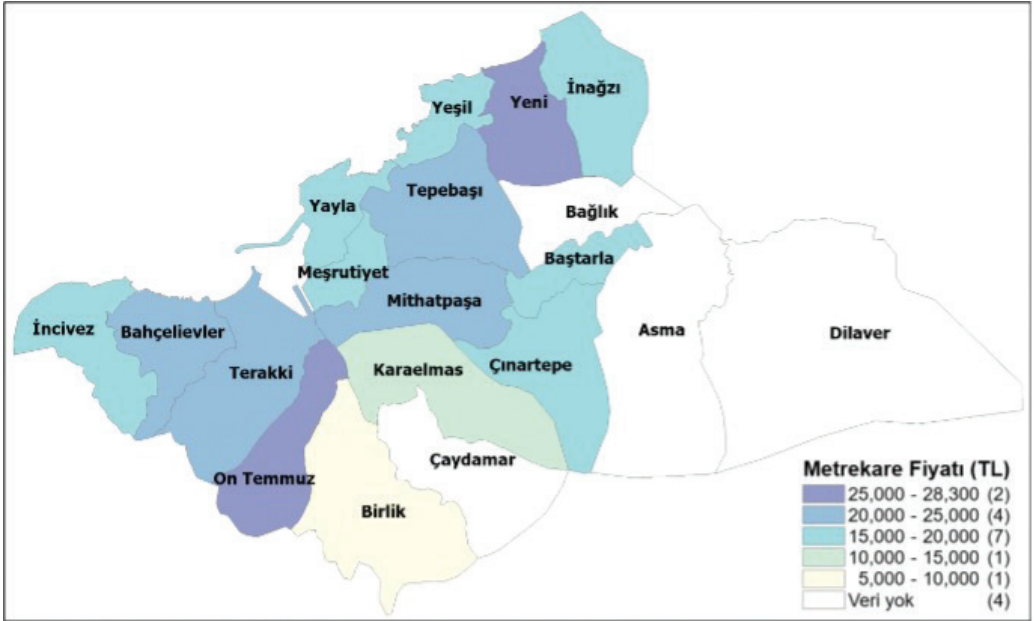 İnağzı
Yeni
Yeşil
Tepebaşı
Yayla
Bağlık
Baştarla
Meşrutiyet
Mithatpaşa
İncivez
Bahçelievler
Asma
Dilaver
Terakki
Karaelmas
Çınartepe
Çaydamar
On Temmuz
Birlik
Metrekare Fiyatı (TL)
25,000 - 28,300 (2)
20,000 - 25,000 (4)
15,000 - 20,000 (7)
10,000 - 15,000 (1)
5,000 - 10,000 (1)
Veri yok (4)